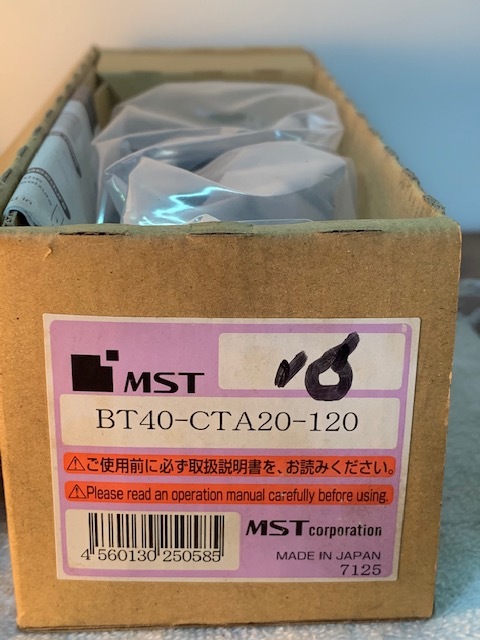 MST
16
BT40-CTA20-120
⚠ご使用前に必ず取扱説明書を、お読みください。
⚠Please read an operation manual carefully before using.
4 560130 250585
MST corporation
MADE IN JAPAN
7125